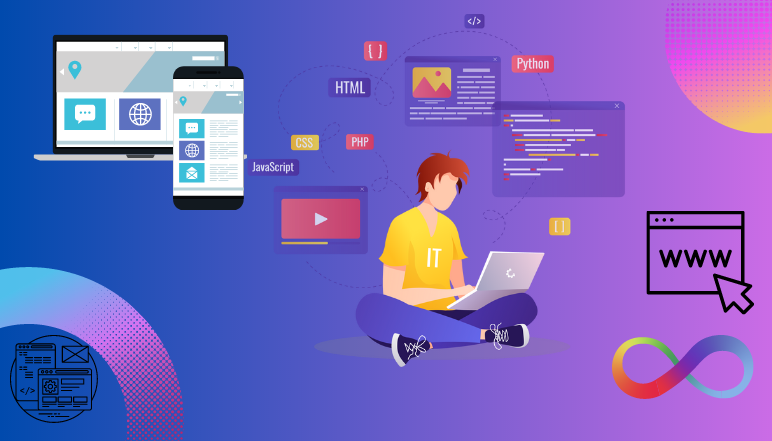 </>
{ }
Python
HTML
CSS
PHP
JavaScript
[ ]
IT
WWW
</>